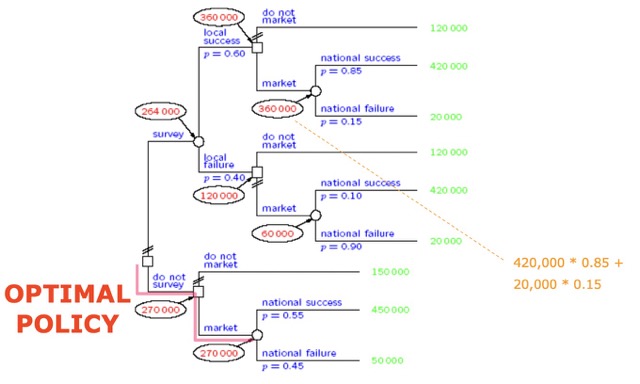 do not
market
360 000
120 000
local
success
p = 0.60
national success
p = 0.85
420 000
market
360 000
national failure
p = 0.15
20 000
264 000
survey
do not
market
120 000
local
failure
p = 0.40
120 000
national success
p = 0.10
420 000
market
60 000
national failure
p = 0.90
20 000
420,000 * 0.85 +
20,000 * 0.15
do not
survey
do not
market
150 000
OPTIMAL
POLICY
270 000
national success
p = 0.55
450 000
market
270 000
national failure
p = 0.45
50 000